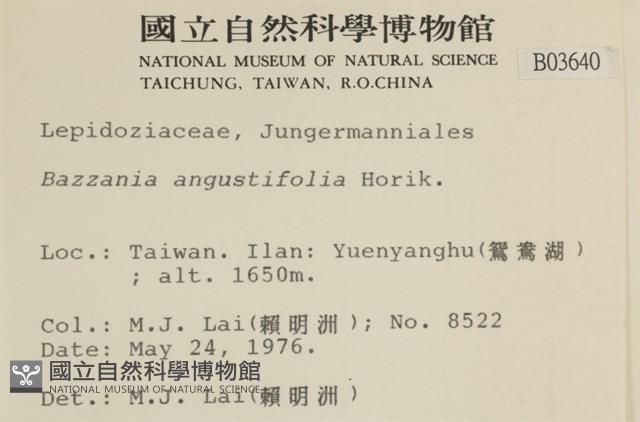 國立自然科學博物館
NATIONAL MUSEUM OF NATURAL SCIENCE
TAICHUNG, TAIWAN, R.O.CHINA
B03640
Lepidoziaceae, Jungermanniales
Bazzania angustifolia Horik.
Loc.: Taiwan. Ilan: Yuenyanghu(鴛鴦湖)
; alt. 1650m.
Col.: M.J. Lai(賴明洲); No. 8522
Date: May 24, 1976.
國立自然科學博物館
NATIONAL MUSEUM OF NATURAL SCIENCE
Det.: M.J. Lai(賴明洲)